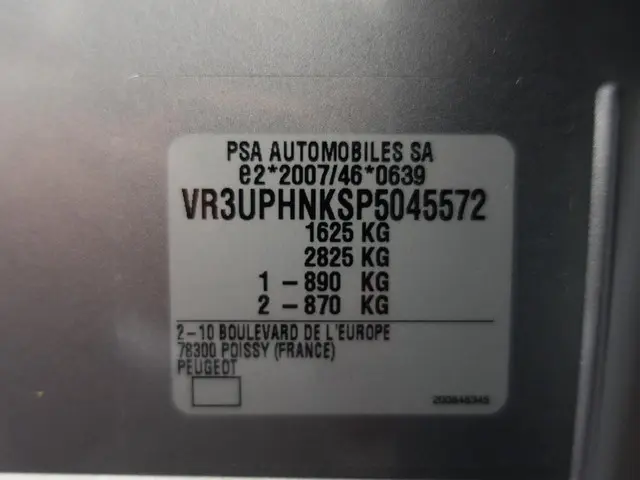 PSA AUTOMOBILES SA
e2*2007/46*0639
VR3UPHNKSP5045572
1625 KG
2825 KG
1 – 890 KG
2 – 870 KG
2 – 10 BOULEVARD DE L'EUROPE
78300 POISSY (FRANCE)
PEUGEOT